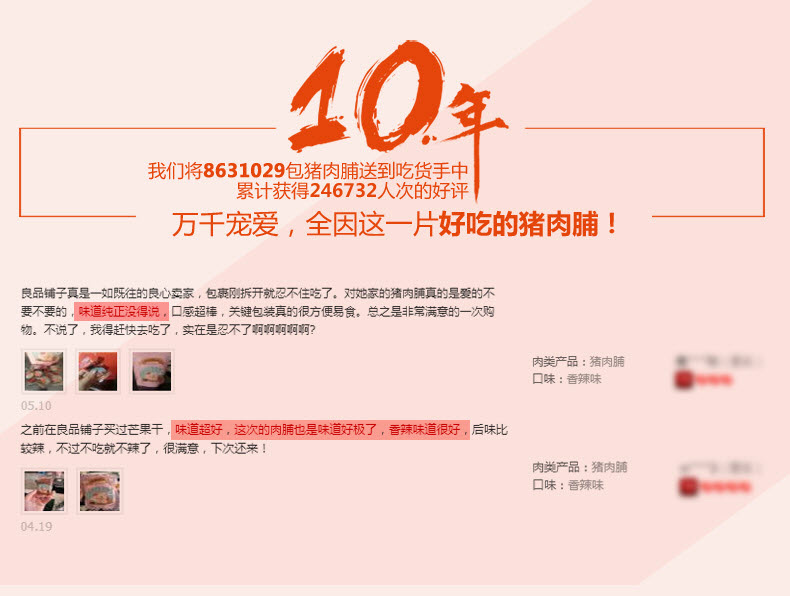 10年
我们将8631029包猪肉脯送到吃货手中
累计获得246732人次的好评
万千宠爱，全因这一片好吃的猪肉脯！
良品铺子真是一如既往的良心卖家，包裹刚拆开就忍不住吃了。对她家的猪肉脯真的是爱的不
要不要的，味道纯正没得说，口感超棒，关键包装真的很方便易食。总之是非常满意的一次购
物。不说了，我得赶快去吃了，实在是忍不了啊啊啊啊啊?
肉类产品：猪肉脯
口味：香辣味
05.10
之前在良品铺子买过芒果干，味道超好，这次的肉脯也是味道好极了，香辣味道很好，后味比
较辣，不过不吃就不辣了，很满意，下次还来！
肉类产品：猪肉脯
口味：香辣味
04.19